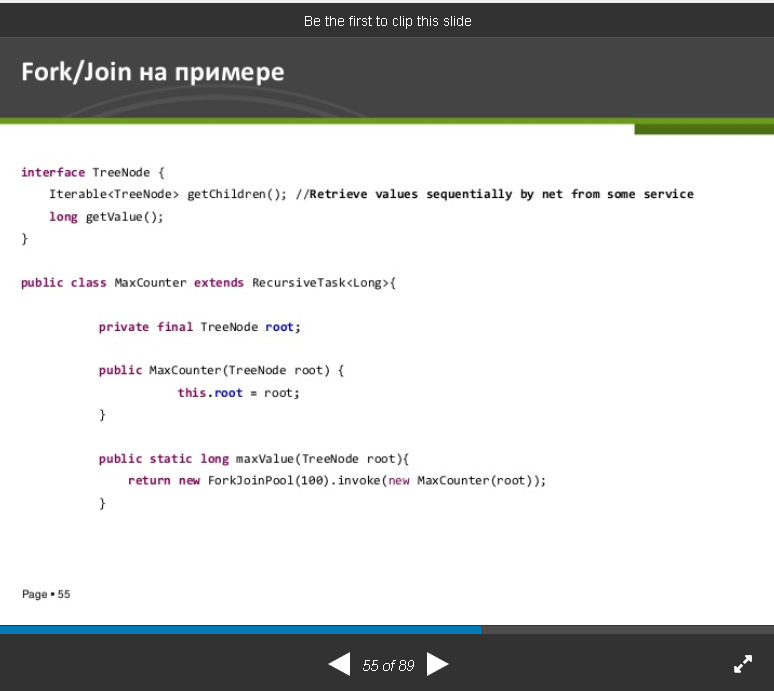 Be the first to clip this slide
Fork/Join на примере
interface TreeNode {
    Iterable<TreeNode> getChildren(); //Retrieve values sequentially by net from some service
    long getValue();
}
public class MaxCounter extends RecursiveTask<Long>{
private final TreeNode root;
public MaxCounter(TreeNode root) {
this.root = root;
}
public static long maxValue(TreeNode root){
return new ForkJoinPool(100).invoke(new MaxCounter(root));
}
Page ▪ 55
55 of 89